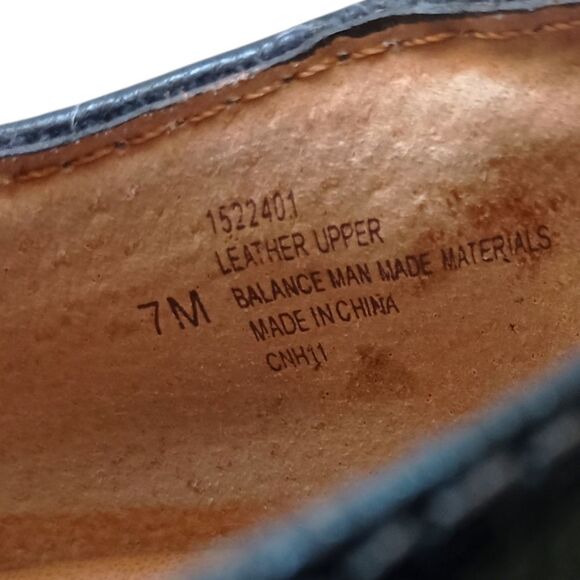 1522401
LEATHER UPPER
7M BALANCE MAN MADE MATERIALS
MADE IN CHINA
CNH11